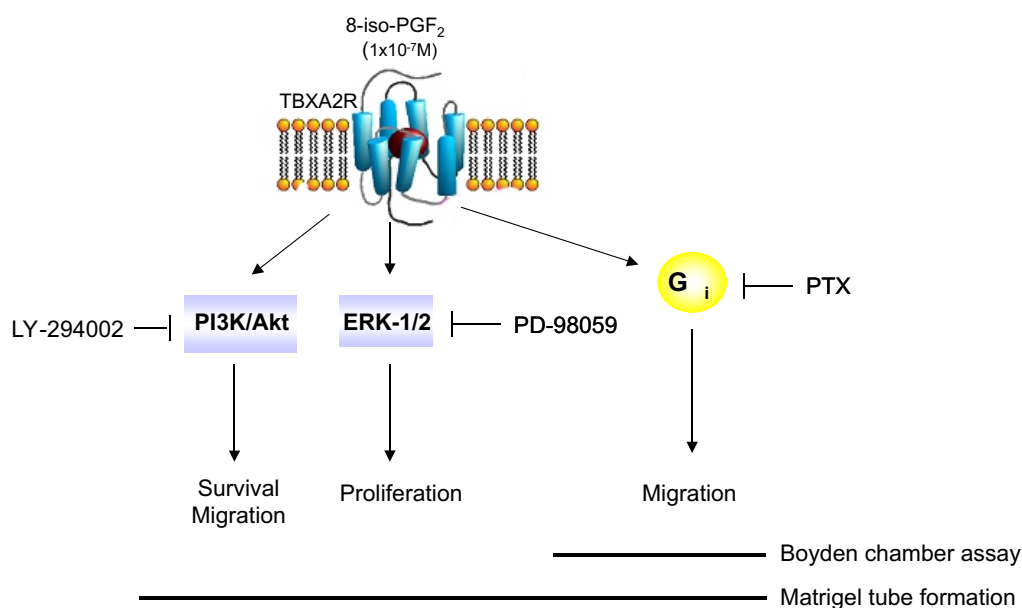 8-iso-PGF₂
(1x10⁻⁷M)
TBXA2R
G i
PTX
LY-294002
PI3K/Akt
ERK-1/2
PD-98059
Survival
Migration
Proliferation
Migration
Boyden chamber assay
Matrigel tube formation